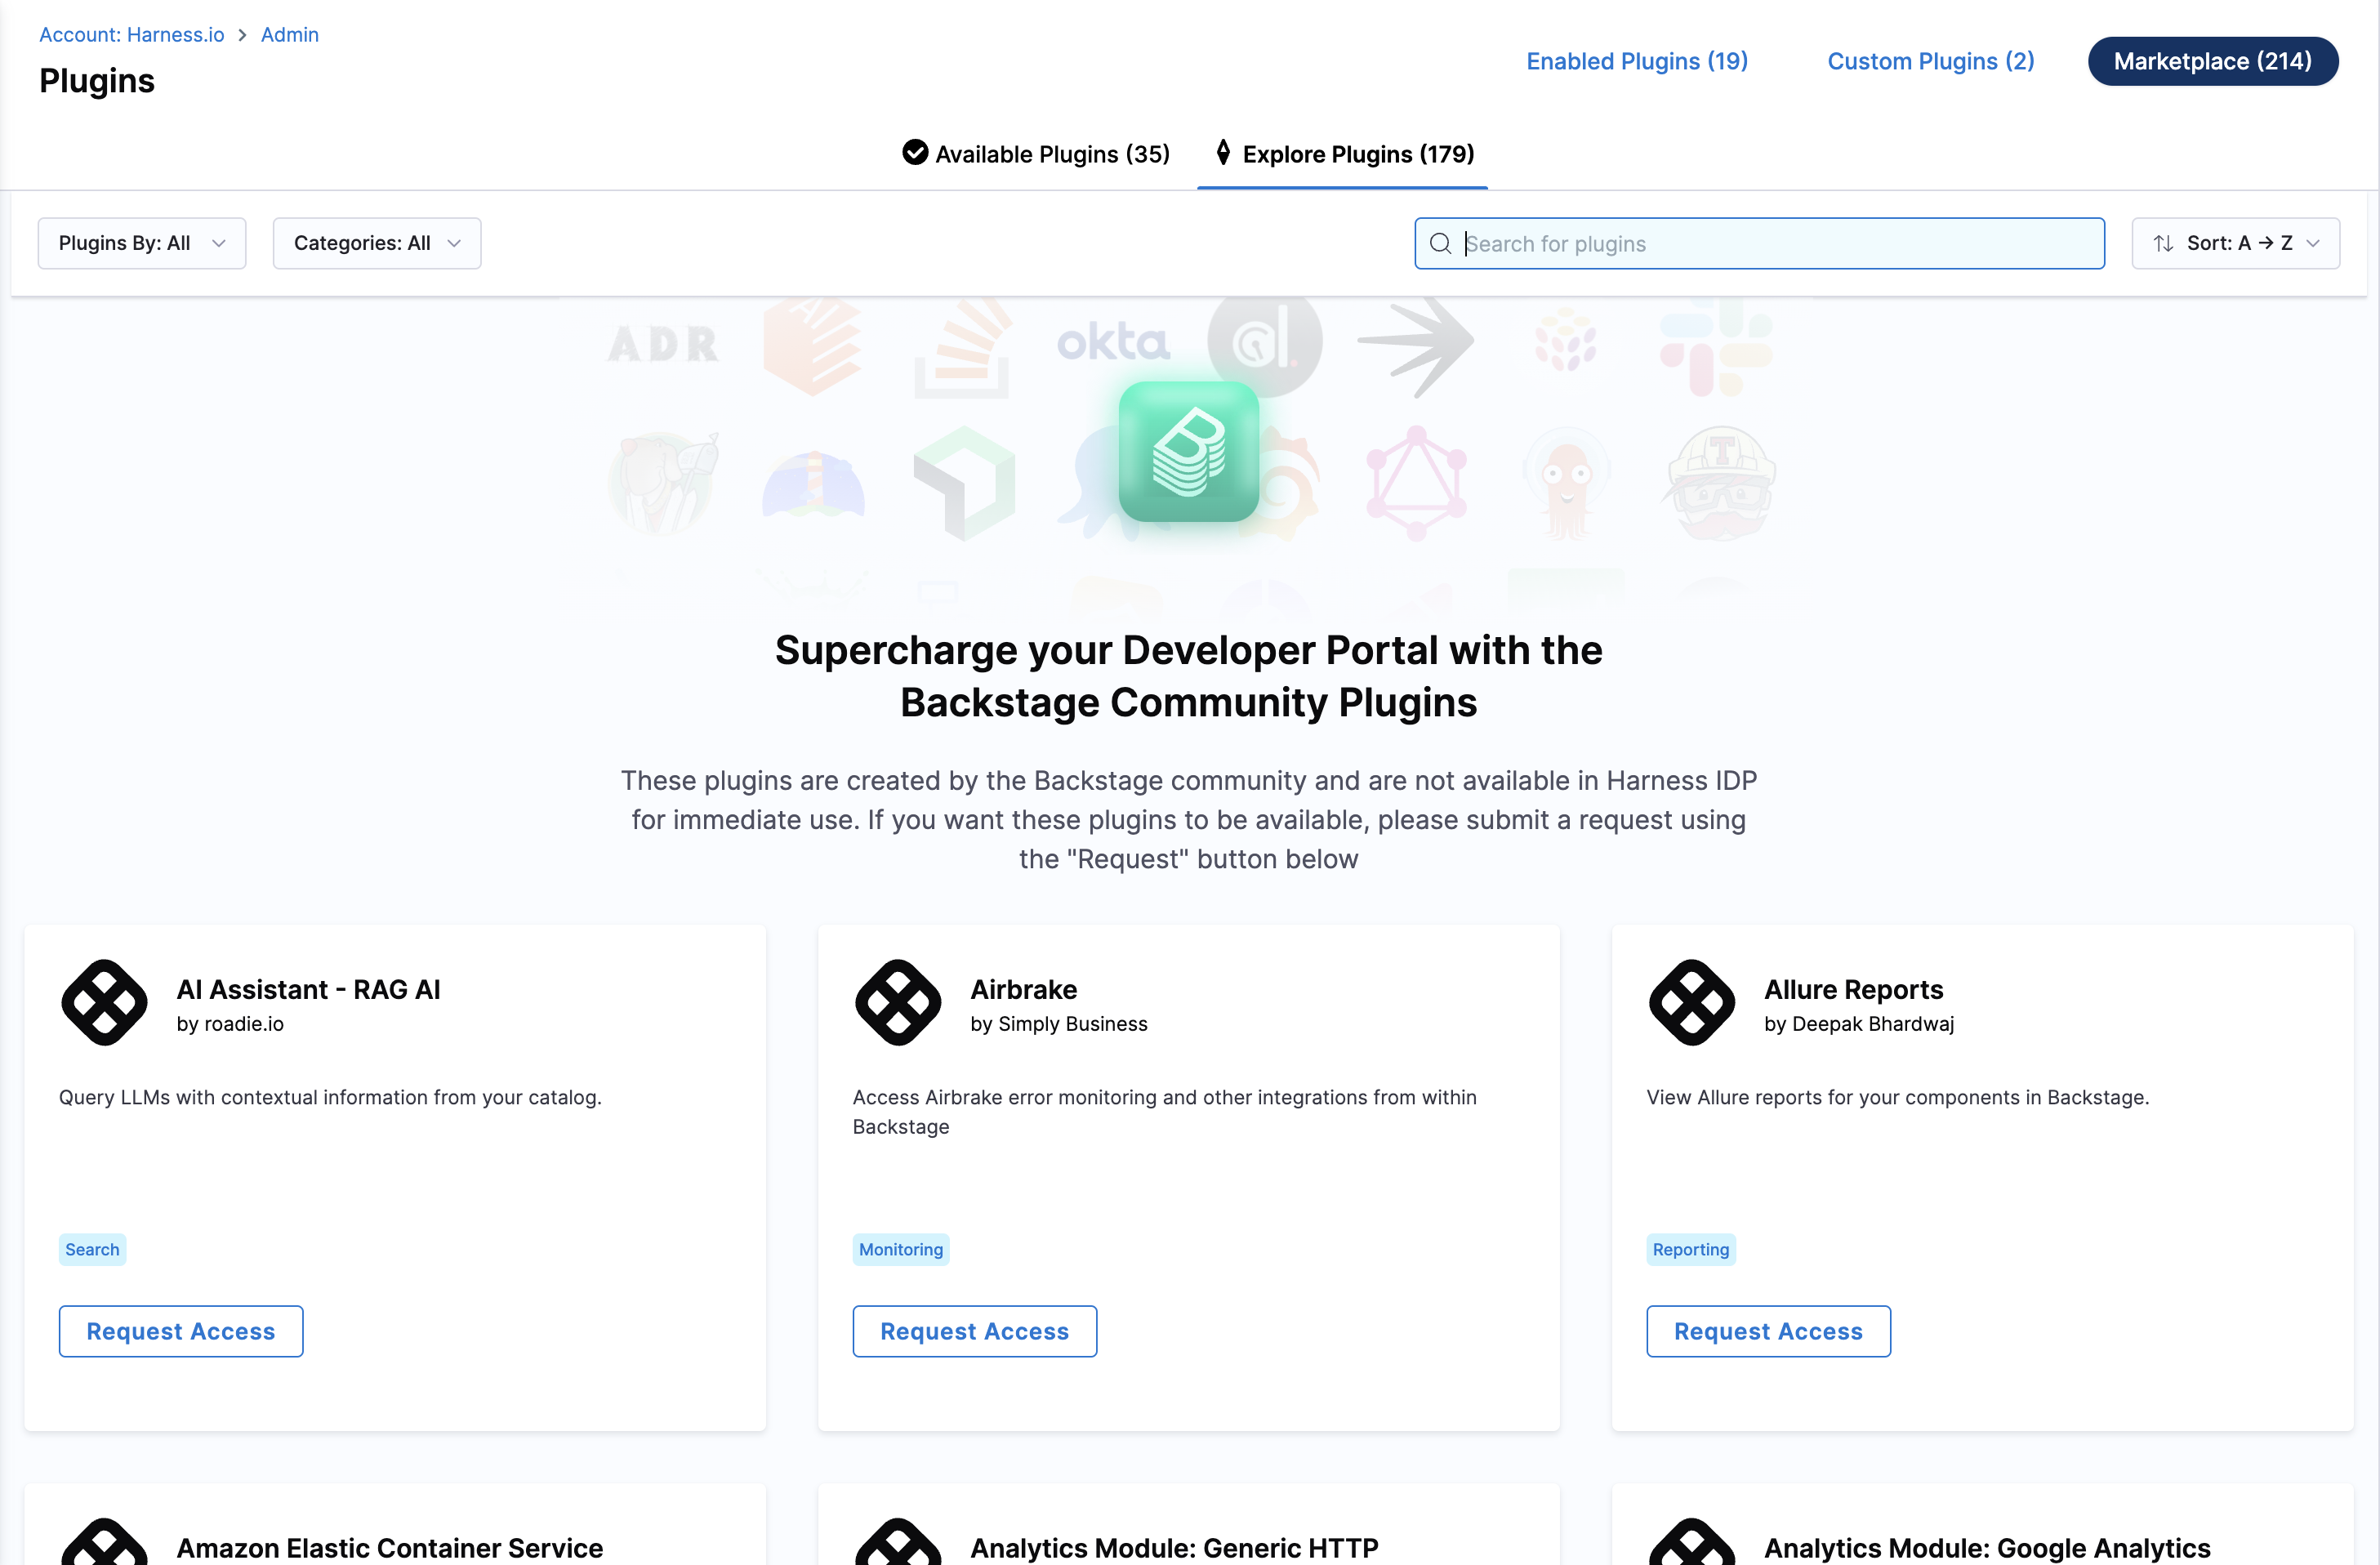 Account: Harness.io > Admin
Plugins
Enabled Plugins (19)
Custom Plugins (2)
Marketplace (214)
Available Plugins (35)
Explore Plugins (179)
Plugins By: All
Categories: All
Search for plugins
Sort: A → Z
ADR
okta
Supercharge your Developer Portal with the
Backstage Community Plugins
These plugins are created by the Backstage community and are not available in Harness IDP
for immediate use. If you want these plugins to be available, please submit a request using
the "Request" button below
AI Assistant - RAG AI
by roadie.io
Query LLMs with contextual information from your catalog.
Search
Request Access
Airbrake
by Simply Business
Access Airbrake error monitoring and other integrations from within
Backstage
Monitoring
Request Access
Allure Reports
by Deepak Bhardwaj
View Allure reports for your components in Backstage.
Reporting
Request Access
Amazon Elastic Container Service
Analytics Module: Generic HTTP
Analytics Module: Google Analytics